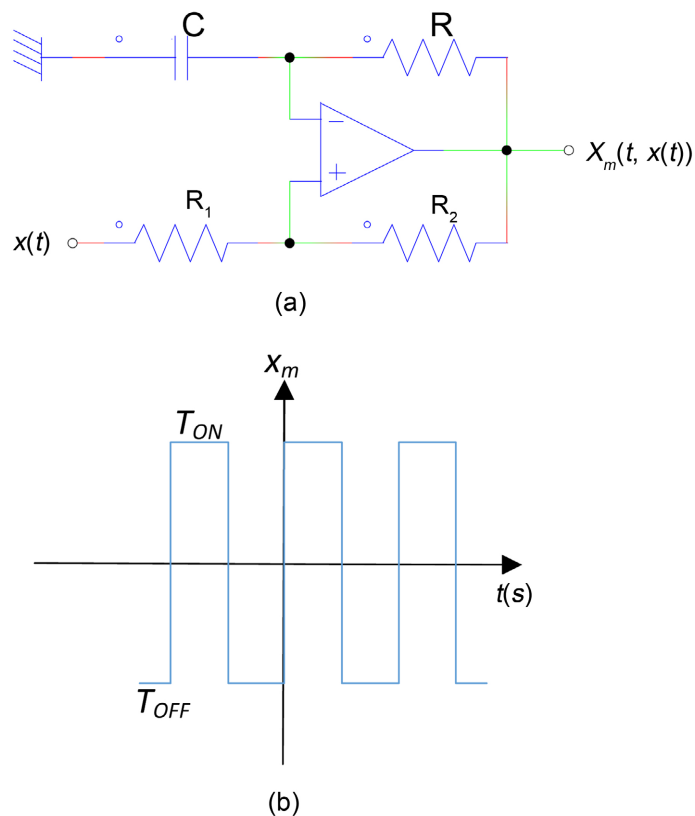 C R
− 
+
X_m(t, x(t))
R_1 R_2
x(t)
(a)
x_m
T_ON
t(s)
T_OFF
(b)